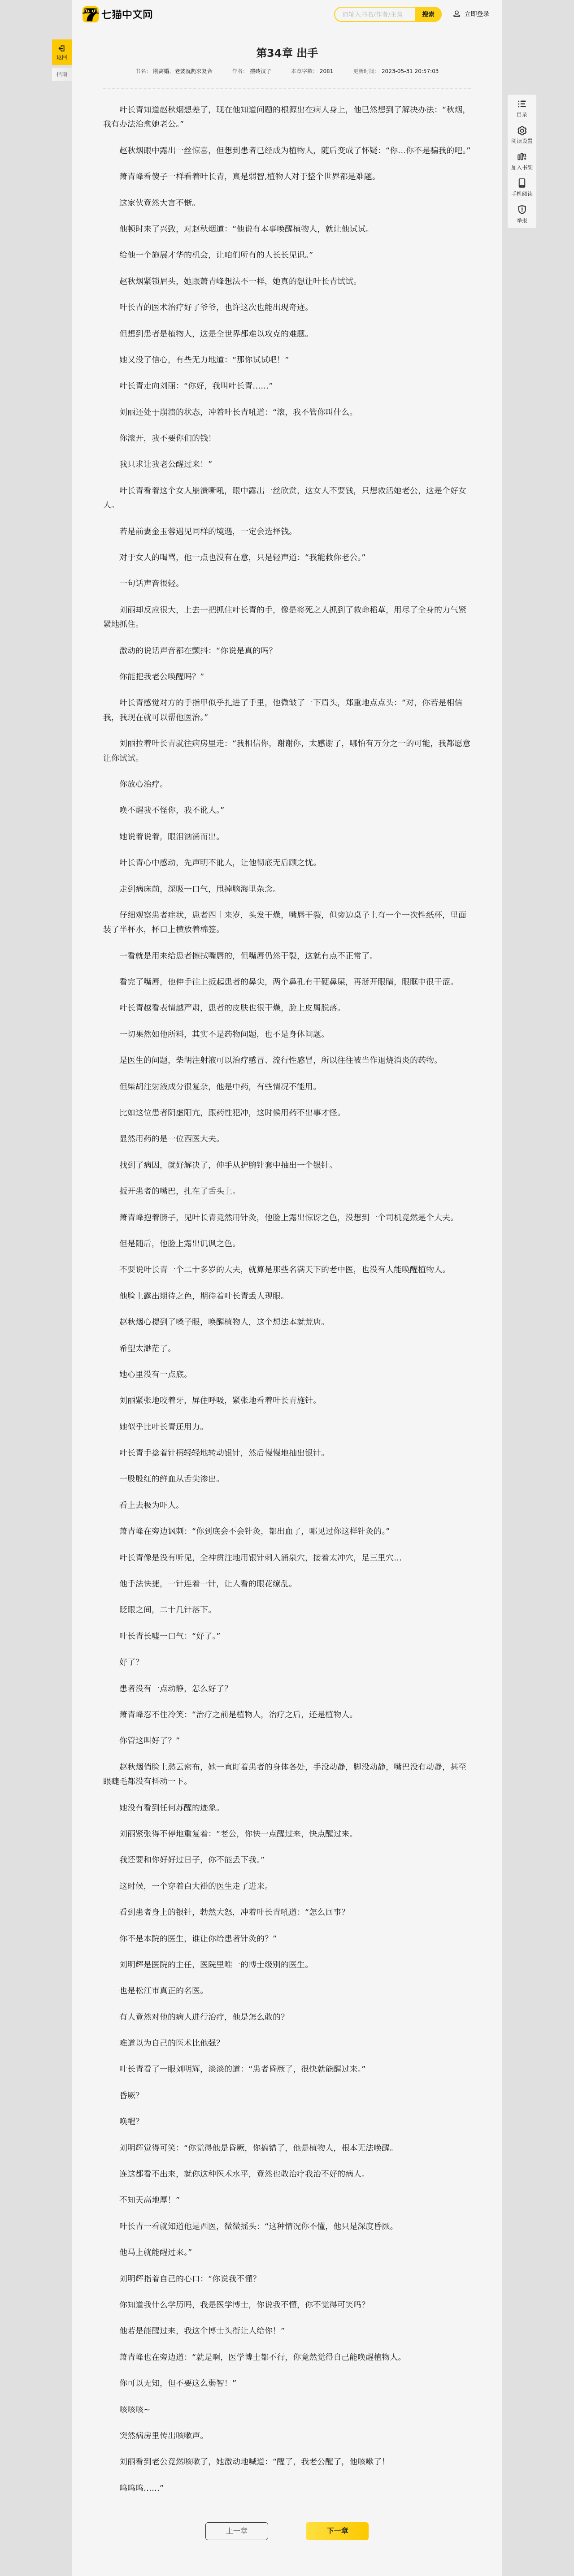 七猫中文网
请输入书名/作者/主角
搜索
立即登录
返回
指南
目录
阅读设置
加入书架
手机阅读
举报
第34章 出手
书名： 刚离婚，老婆就跪求复合 作者： 搬砖汉子 本章字数： 2081 更新时间： 2023-05-31 20:57:03
叶长青知道赵秋烟想差了，现在他知道问题的根源出在病人身上，他已然想到了解决办法：“秋烟，
我有办法治愈她老公。”
赵秋烟眼中露出一丝惊喜，但想到患者已经成为植物人，随后变成了怀疑：“你…你不是骗我的吧。”
萧青峰看傻子一样看着叶长青，真是弱智,植物人对于整个世界都是难题。
这家伙竟然大言不惭。
他顿时来了兴致，对赵秋烟道：“他说有本事唤醒植物人，就让他试试。
给他一个施展才华的机会，让咱们所有的人长长见识。”
赵秋烟紧锁眉头，她跟萧青峰想法不一样，她真的想让叶长青试试。
叶长青的医术治疗好了爷爷，也许这次也能出现奇迹。
但想到患者是植物人，这是全世界都难以攻克的难题。
她又没了信心，有些无力地道：“那你试试吧！”
叶长青走向刘丽：“你好，我叫叶长青……”
刘丽还处于崩溃的状态，冲着叶长青吼道：“滚，我不管你叫什么。
你滚开，我不要你们的钱！
我只求让我老公醒过来！”
叶长青看着这个女人崩溃嘶吼，眼中露出一丝欣赏，这女人不要钱，只想救活她老公，这是个好女
人。
若是前妻金玉蓉遇见同样的境遇，一定会选择钱。
对于女人的喝骂，他一点也没有在意，只是轻声道：“我能救你老公。”
一句话声音很轻。
刘丽却反应很大，上去一把抓住叶长青的手，像是将死之人抓到了救命稻草，用尽了全身的力气紧
紧地抓住。
激动的说话声音都在颤抖：“你说是真的吗？
你能把我老公唤醒吗？”
叶长青感觉对方的手指甲似乎扎进了手里，他微皱了一下眉头，郑重地点点头：“对，你若是相信
我，我现在就可以帮他医治。”
刘丽拉着叶长青就往病房里走：“我相信你，谢谢你，太感谢了，哪怕有万分之一的可能，我都愿意
让你试试。
你放心治疗。
唤不醒我不怪你，我不讹人。”
她说着说着，眼泪汹涌而出。
叶长青心中感动，先声明不讹人，让他彻底无后顾之忧。
走到病床前，深吸一口气，甩掉脑海里杂念。
仔细观察患者症状，患者四十来岁，头发干燥，嘴唇干裂，但旁边桌子上有一个一次性纸杯，里面
装了半杯水，杯口上横放着棉签。
一看就是用来给患者擦拭嘴唇的，但嘴唇仍然干裂，这就有点不正常了。
看完了嘴唇，他伸手往上扳起患者的鼻尖，两个鼻孔有干硬鼻屎，再掰开眼睛，眼眶中很干涩。
叶长青越看表情越严肃，患者的皮肤也很干燥，脸上皮屑脱落。
一切果然如他所料，其实不是药物问题，也不是身体问题。
是医生的问题，柴胡注射液可以治疗感冒、流行性感冒，所以往往被当作退烧消炎的药物。
但柴胡注射液成分很复杂，他是中药，有些情况不能用。
比如这位患者阴虚阳亢，跟药性犯冲，这时候用药不出事才怪。
显然用药的是一位西医大夫。
找到了病因，就好解决了，伸手从护腕针套中抽出一个银针。
扳开患者的嘴巴，扎在了舌头上。
萧青峰抱着膀子，见叶长青竟然用针灸，他脸上露出惊讶之色，没想到一个司机竟然是个大夫。
但是随后，他脸上露出讥讽之色。
不要说叶长青一个二十多岁的大夫，就算是那些名满天下的老中医，也没有人能唤醒植物人。
他脸上露出期待之色，期待着叶长青丢人现眼。
赵秋烟心提到了嗓子眼，唤醒植物人，这个想法本就荒唐。
希望太渺茫了。
她心里没有一点底。
刘丽紧张地咬着牙，屏住呼吸，紧张地看着叶长青施针。
她似乎比叶长青还用力。
叶长青手捻着针柄轻轻地转动银针，然后慢慢地抽出银针。
一股殷红的鲜血从舌尖渗出。
看上去极为吓人。
萧青峰在旁边讽刺：“你到底会不会针灸，都出血了，哪见过你这样针灸的。”
叶长青像是没有听见，全神贯注地用银针刺入涌泉穴，接着太冲穴，足三里穴…
他手法快捷，一针连着一针，让人看的眼花缭乱。
眨眼之间，二十几针落下。
叶长青长嘘一口气：“好了。”
好了？
患者没有一点动静，怎么好了？
萧青峰忍不住冷笑：“治疗之前是植物人，治疗之后，还是植物人。
你管这叫好了？”
赵秋烟俏脸上愁云密布，她一直盯着患者的身体各处，手没动静，脚没动静，嘴巴没有动静，甚至
眼睫毛都没有抖动一下。
她没有看到任何苏醒的迹象。
刘丽紧张得不停地重复着：“老公，你快一点醒过来，快点醒过来。
我还要和你好好过日子，你不能丢下我。”
这时候，一个穿着白大褂的医生走了进来。
看到患者身上的银针，勃然大怒，冲着叶长青吼道：“怎么回事？
你不是本院的医生，谁让你给患者针灸的？”
刘明辉是医院的主任，医院里唯一的博士级别的医生。
也是松江市真正的名医。
有人竟然对他的病人进行治疗，他是怎么敢的？
难道以为自己的医术比他强？
叶长青看了一眼刘明辉，淡淡的道：“患者昏厥了，很快就能醒过来。”
昏厥？
唤醒？
刘明辉觉得可笑：“你觉得他是昏厥，你搞错了，他是植物人，根本无法唤醒。
连这都看不出来，就你这种医术水平，竟然也敢治疗我治不好的病人。
不知天高地厚！”
叶长青一看就知道他是西医，微微摇头：“这种情况你不懂，他只是深度昏厥。
他马上就能醒过来。”
刘明辉指着自己的心口：“你说我不懂？
你知道我什么学历吗，我是医学博士，你说我不懂，你不觉得可笑吗？
他若是能醒过来，我这个博士头衔让人给你！”
萧青峰也在旁边道：“就是啊，医学博士都不行，你竟然觉得自己能唤醒植物人。
你可以无知，但不要这么弱智！”
咳咳咳~
突然病房里传出咳嗽声。
刘丽看到老公竟然咳嗽了，她激动地喊道：“醒了，我老公醒了，他咳嗽了！
呜呜呜……”
上一章
下一章